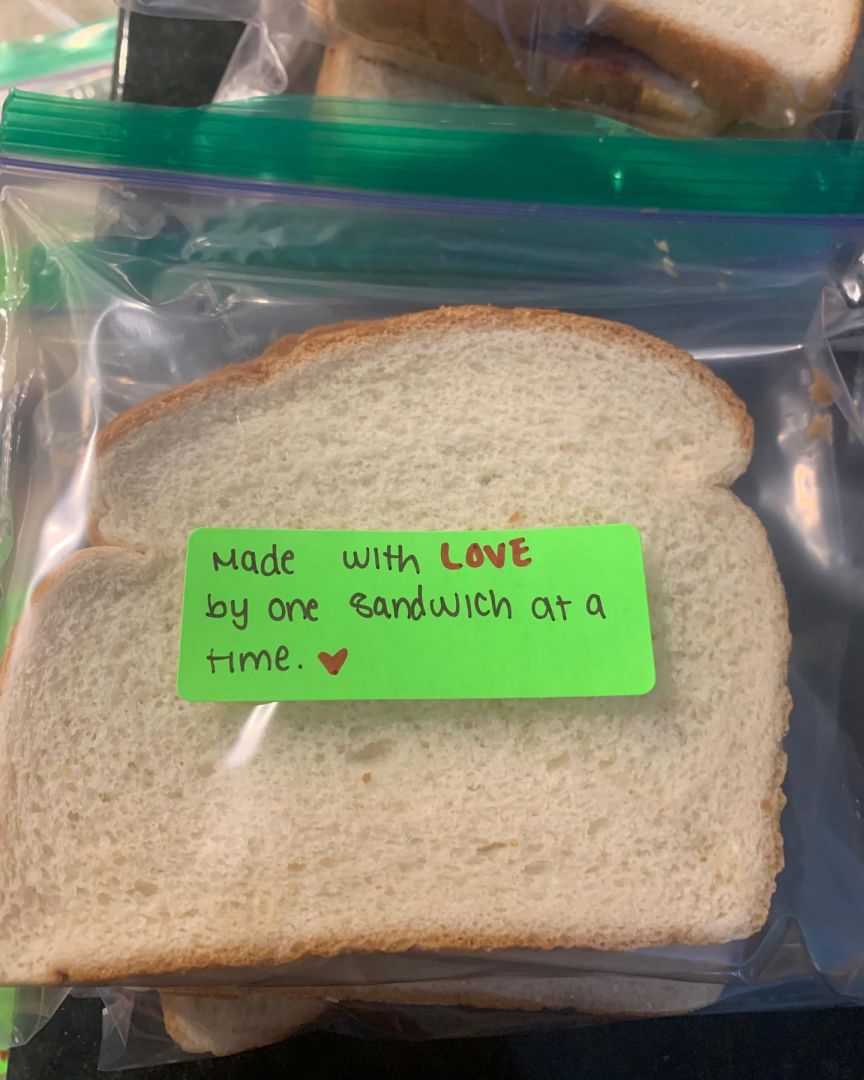 Made with LOVE
by one sandwich at a
time. ♥